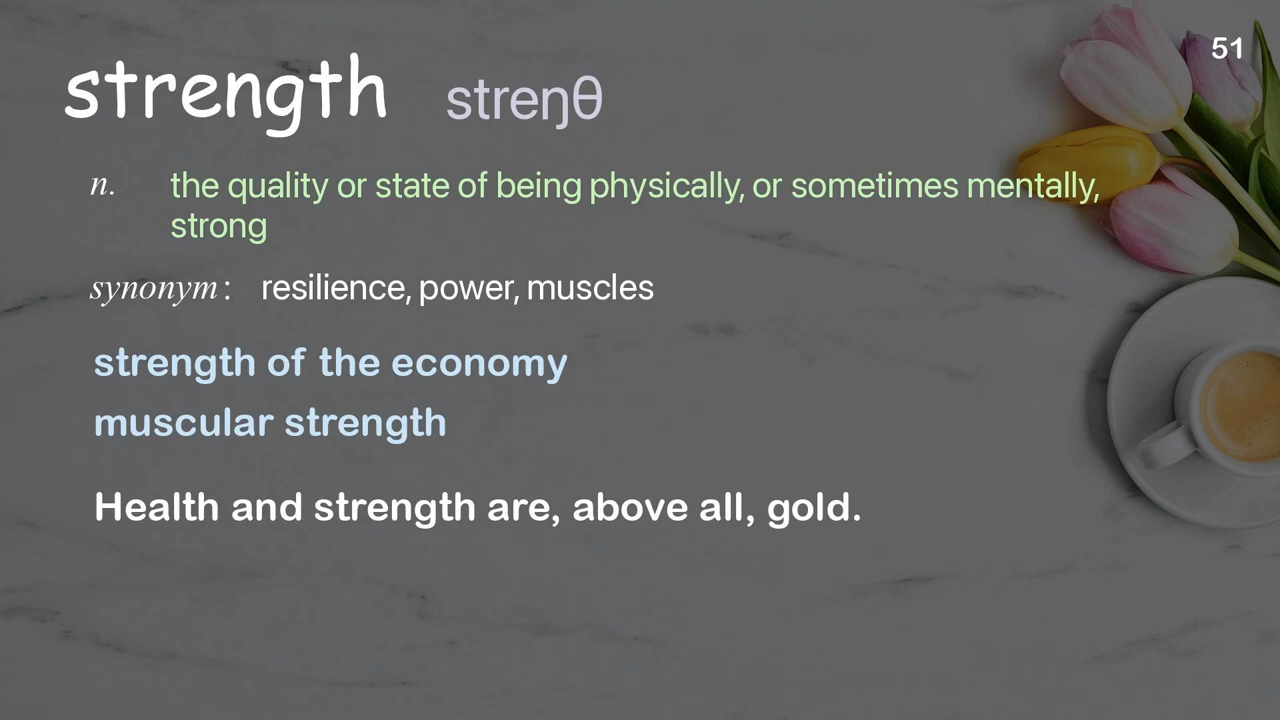 51
strength streŋθ
n. the quality or state of being physically, or sometimes mentally,
strong
synonym : resilience, power, muscles
strength of the economy
muscular strength
Health and strength are, above all, gold.